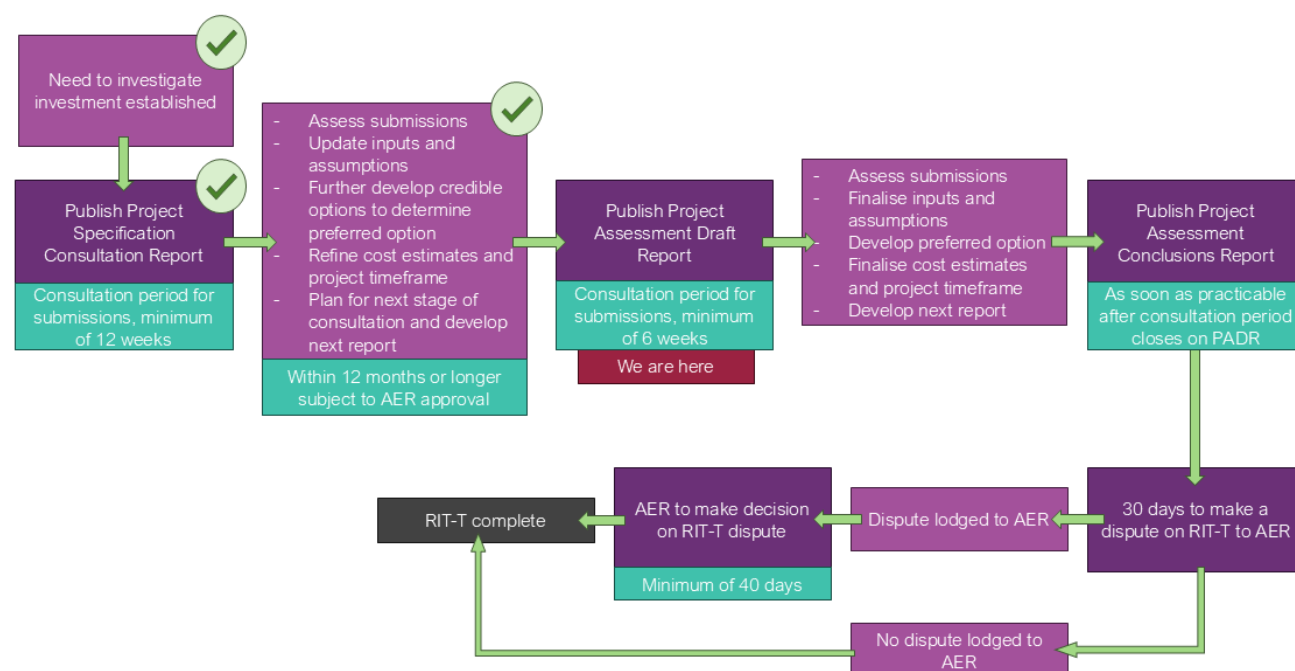 Need to investigate
investment established
Publish Project
Specification
Consultation Report
Consultation period for
submissions, minimum
of 12 weeks
- Assess submissions
- Update inputs and
assumptions
- Further develop credible
options to determine
preferred option
- Refine cost estimates and
project timeframe
- Plan for next stage of
consultation and develop
next report
Within 12 months or longer
subject to AER approval
Publish Project
Assessment Draft
Report
Consultation period for
submissions, minimum
of 6 weeks
We are here
- Assess submissions
- Finalise inputs and
assumptions
- Develop preferred option
- Finalise cost estimates
and project timeframe
- Develop next report
Publish Project
Assessment
Conclusions Report
As soon as practicable
after consultation period
closes on PADR
30 days to make a
dispute on RIT-T to AER
Dispute lodged to AER
AER to make decision
on RIT-T dispute
Minimum of 40 days
RIT-T complete
No dispute lodged to
AER